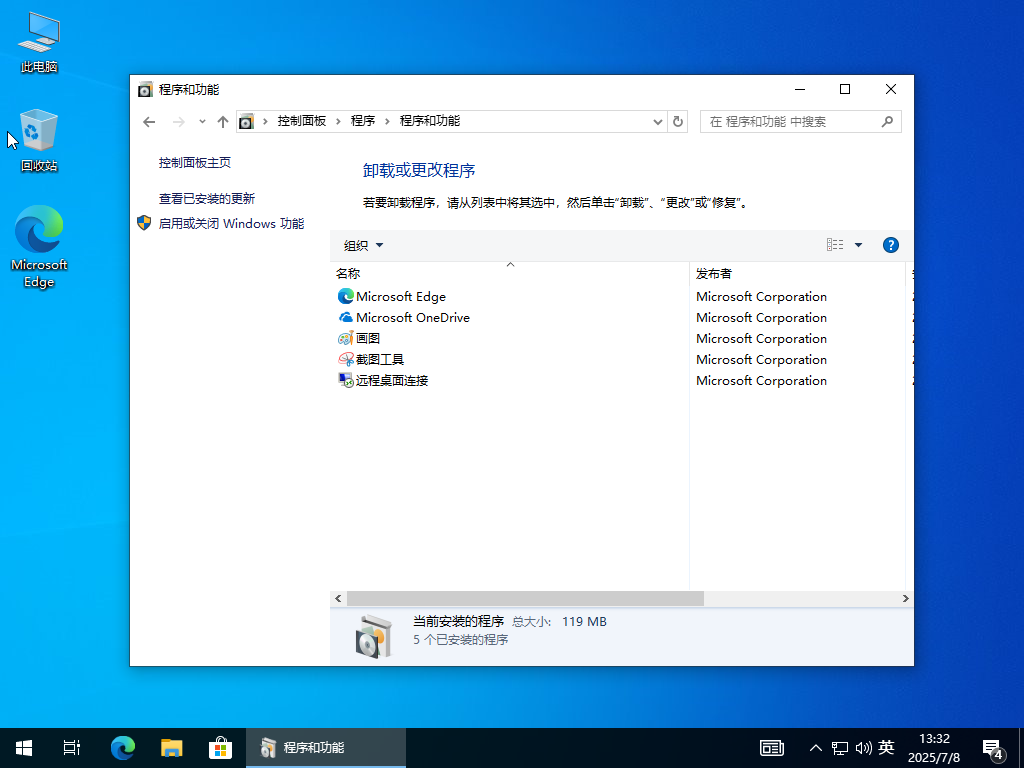 此电脑
回收站
Microsoft Edge
程序和功能
控制面板 程序 程序和功能
在 程序和功能 中搜索
控制面板主页
查看已安装的更新
启用或关闭 Windows 功能
卸载或更改程序
若要卸载程序，请从列表中将其选中，然后单击“卸载”、“更改”或“修复”。
组织
名称 发布者
Microsoft Edge Microsoft Corporation
Microsoft OneDrive Microsoft Corporation
画图 Microsoft Corporation
截图工具 Microsoft Corporation
远程桌面连接 Microsoft Corporation
当前安装的程序 总大小: 119 MB
5 个已安装的程序
程序和功能
英
13:32
2025/7/8
4